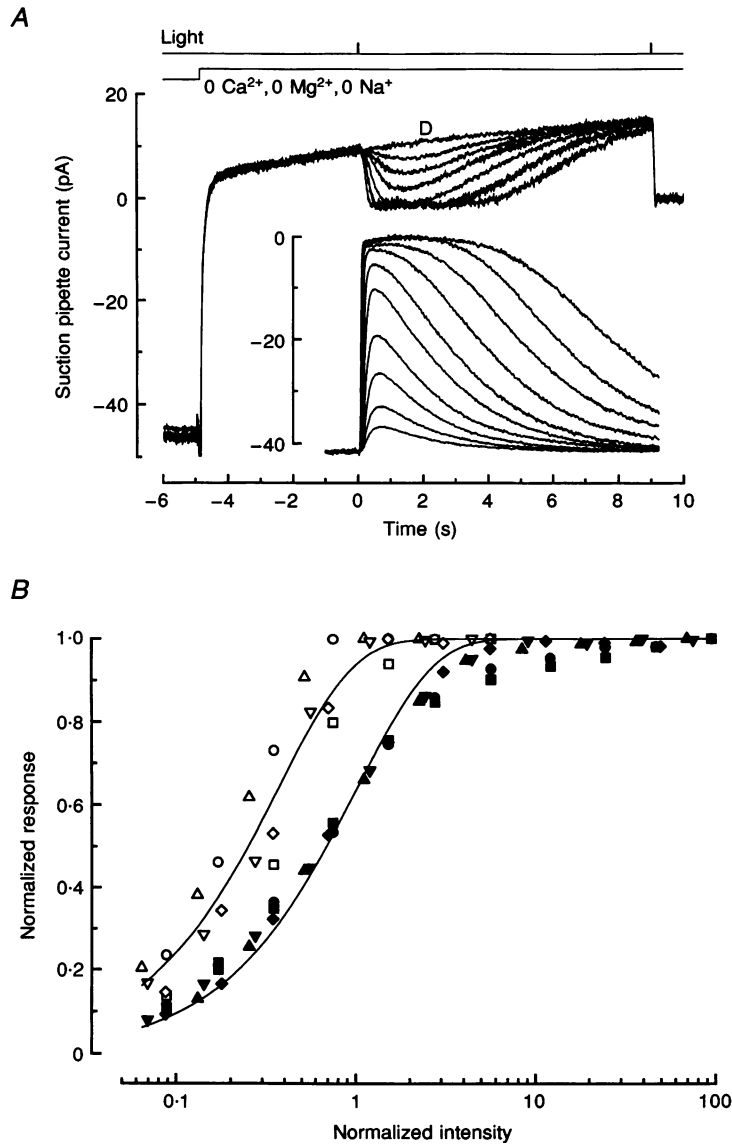 A
Light
0 Ca²⁺, 0 Mg²⁺, 0 Na⁺
20
10
0
−20
−40
Suction pipette current (pA)
D
0
−20
−40
−6 −4 −2 0 2 4 6 8 10
Time (s)
B
1·0
0·8
0·6
0·4
0·2
0
Normalized response
0·1 1 10 100
Normalized intensity